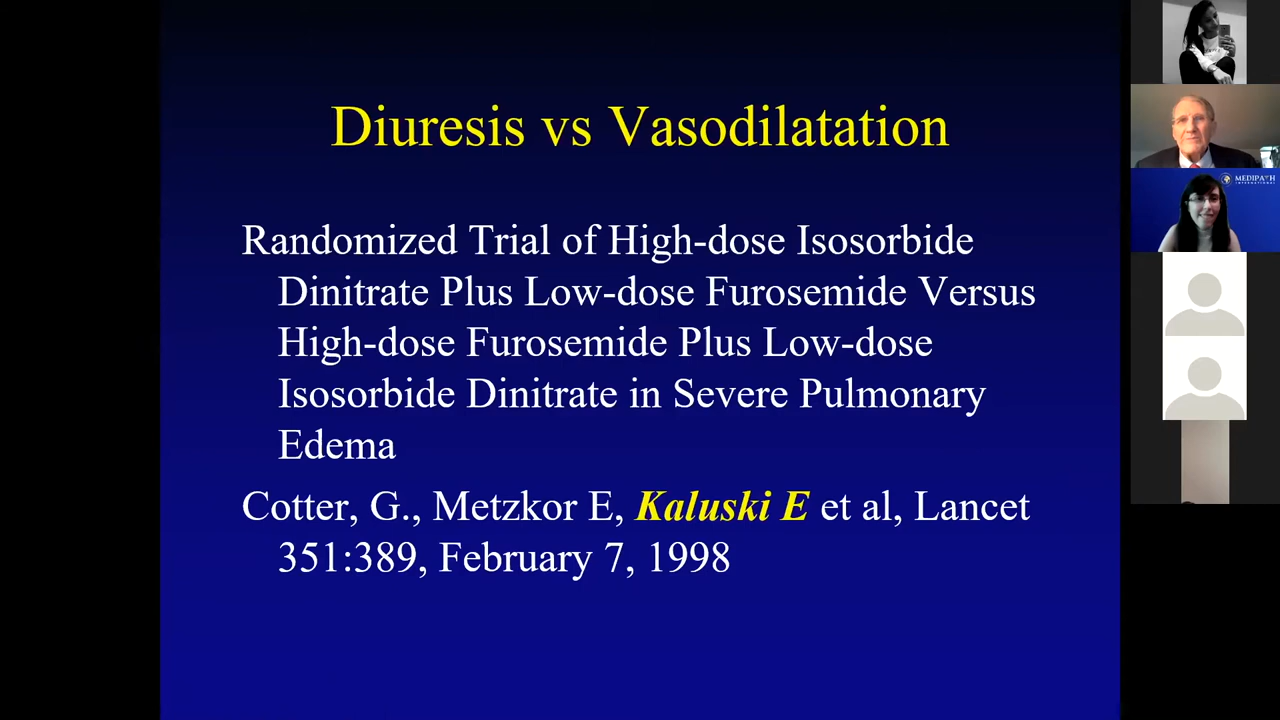 Diuresis vs Vasodilatation
Randomized Trial of High-dose Isosorbide
Dinitrate Plus Low-dose Furosemide Versus
High-dose Furosemide Plus Low-dose
Isosorbide Dinitrate in Severe Pulmonary
Edema
Cotter, G., Metzkor E, Kaluski E et al, Lancet
351:389, February 7, 1998
MEDIPATH
INTERNATIONAL